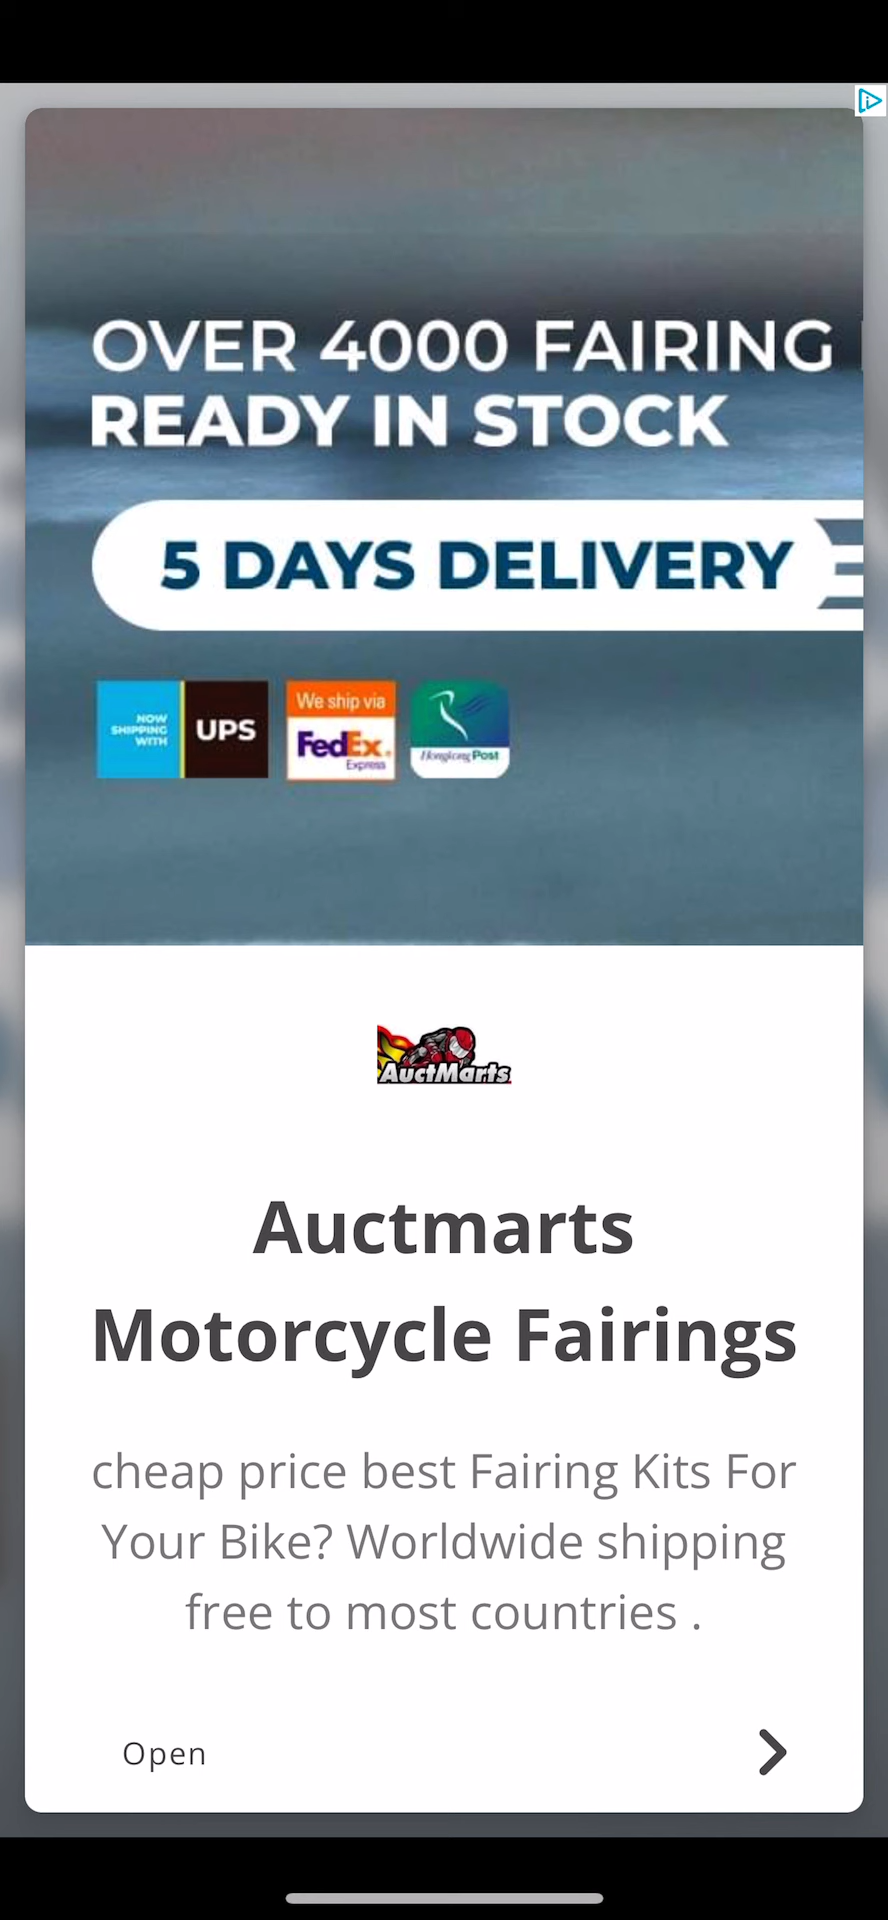 OVER 4000 FAIRING
READY IN STOCK
5 DAYS DELIVERY
NOW
SHIPPING
WITH
UPS
We ship via
FedEx.
Express
Hongkong Post
AuctMarts
Auctmarts
Motorcycle Fairings
cheap price best Fairing Kits For
Your Bike? Worldwide shipping
free to most countries .
Open